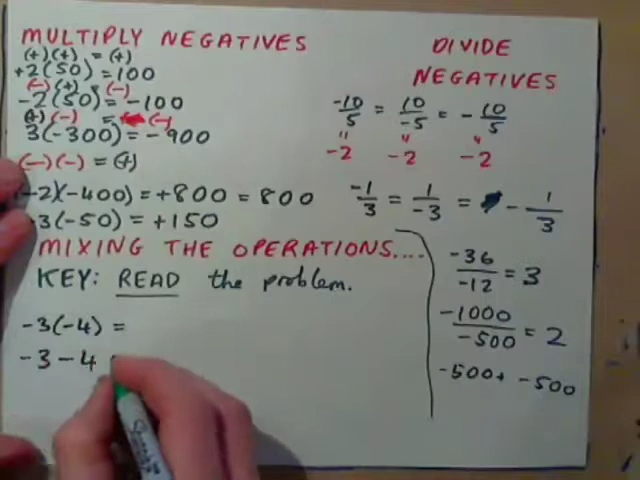 MULTIPLY NEGATIVES
(+)(+) = (+)
+2(50) = 100
(-)(+) = (-)
-2(50) = -100
(+)(-) = (-)
3(-300) = -900
(-)(-) = (+)
-2)(-400) = +800 = 800
-3(-50) = +150
MIXING THE OPERATIONS....
KEY: READ the problem.
-3(-4) =
-3-4
DIVIDE
NEGATIVES
-10/5 = 10/-5 = -10/5
" " "
-2 -2 -2
-1/3 = 1/-3 = -1/3
-36/-12 = 3
-1000/-500 = 2
-500+ -500